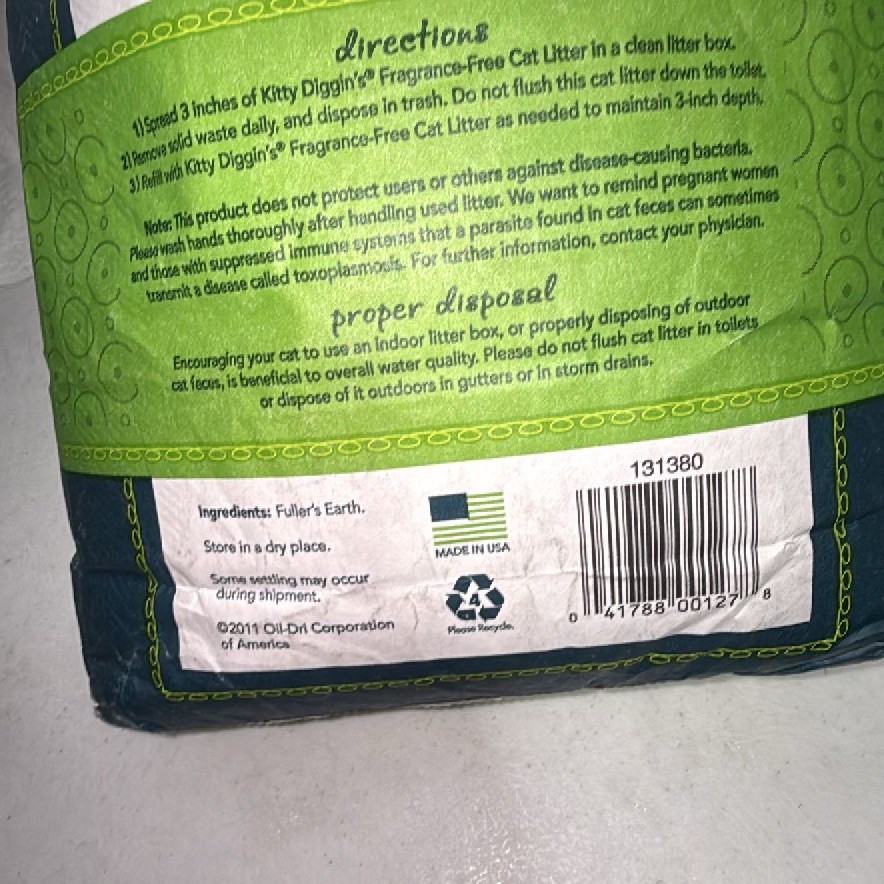 directions
1) Spread 3 inches of Kitty Diggin's® Fragrance-Free Cat Litter in a clean litter box.
2) Remove solid waste daily, and dispose in trash. Do not flush this cat litter down the toilet.
3) Refill with Kitty Diggin's® Fragrance-Free Cat Litter as needed to maintain 3-inch depth.
Note: This product does not protect users or others against disease-causing bacteria.
Please wash hands thoroughly after handling used litter. We want to remind pregnant women
and those with suppressed immune systems that a parasite found in cat feces can sometimes
transmit a disease called toxoplasmosis. For further information, contact your physician.
proper disposal
Encouraging your cat to use an indoor litter box, or properly disposing of outdoor
cat feces, is beneficial to overall water quality. Please do not flush cat litter in toilets
or dispose of it outdoors in gutters or in storm drains.
Ingredients: Fuller's Earth.
Store in a dry place.
Some settling may occur
during shipment.
©2011 Oil-Dri Corporation
of America
MADE IN USA
4
Please Recycle.
131380
0 41788 00127 8